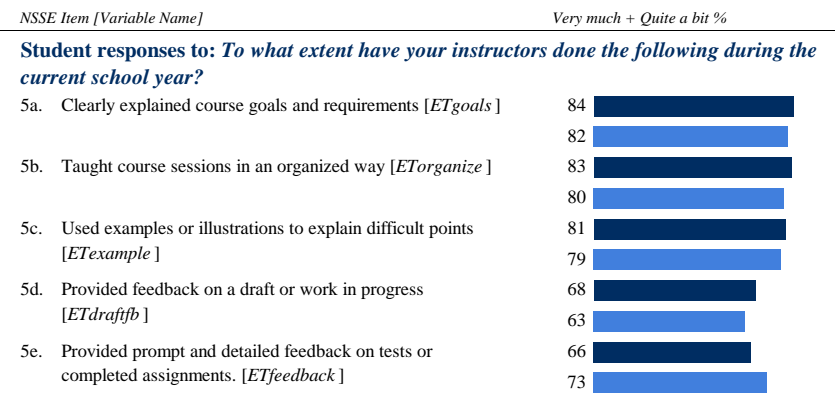 NSSE Item [Variable Name] Very much + Quite a bit %
Student responses to: To what extent have your instructors done the following during the
current school year?
5a. Clearly explained course goals and requirements [ETgoals ] 84
82
5b. Taught course sessions in an organized way [ETorganize ] 83
80
5c. Used examples or illustrations to explain difficult points 81
[ETexample ]
79
5d. Provided feedback on a draft or work in progress 68
[ETdraftfb ]
63
5e. Provided prompt and detailed feedback on tests or 66
completed assignments. [ETfeedback ]
73